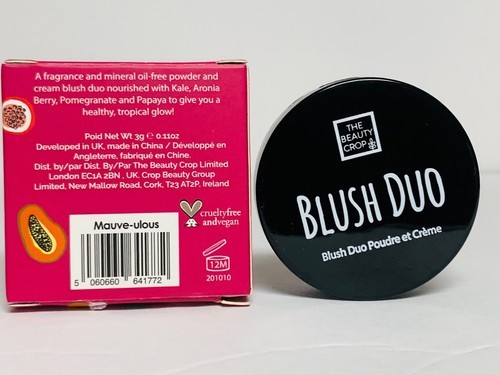 A fragrance and mineral oil-free powder and
cream blush duo nourished with Kale, Aronia
Berry, Pomegranate and Papaya to give you a
healthy, tropical glow!
Poid Net Wt 3g ℮ 0.11oz
Developed in UK, made in China / Développé en
Angleterre, fabriqué en Chine.
Dist. by/par Dist. By/Par The Beauty Crop Limited
London EC1A 2BN . UK. Crop Beauty Group
Limited, New Mallow Road, Cork, T23 AT2P, Ireland
Mauve-ulous
5 060660 641772
crueltyfree
andvegan
12M
201010
THE
BEAUTY
CROP
BLUSH DUO
Blush Duo Poudre et Crème